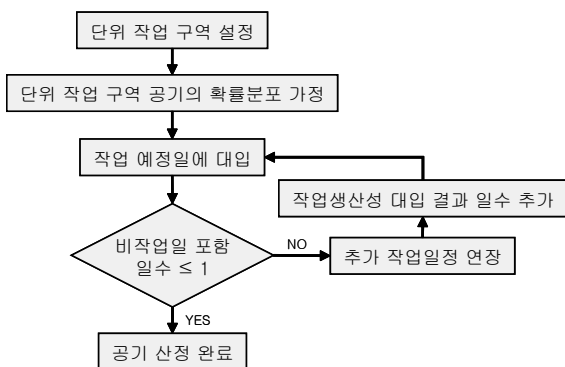 단위 작업 구역 설정
단위 작업 구역 공기의 확률분포 가정
작업 예정일에 대입
작업생산성 대입 결과 일수 추가
비작업일 포함
일수 ≤ 1
NO
추가 작업일정 연장
YES
공기 산정 완료